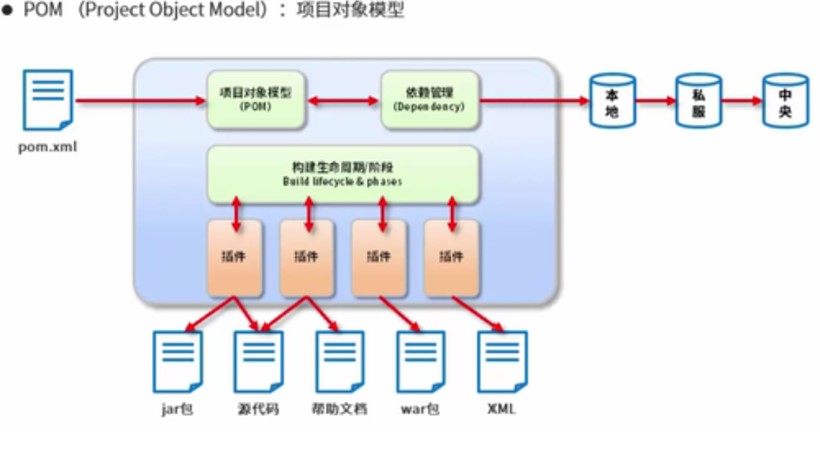 ● POM （Project Object Model）：项目对象模型
项目对象模型
(POM)
依赖管理
(Dependency)
本地
私服
中央
pom.xml
构建生命周期/阶段
Build lifecycle & phases
插件
插件
插件
插件
jar包
源代码
帮助文档
war包
XML